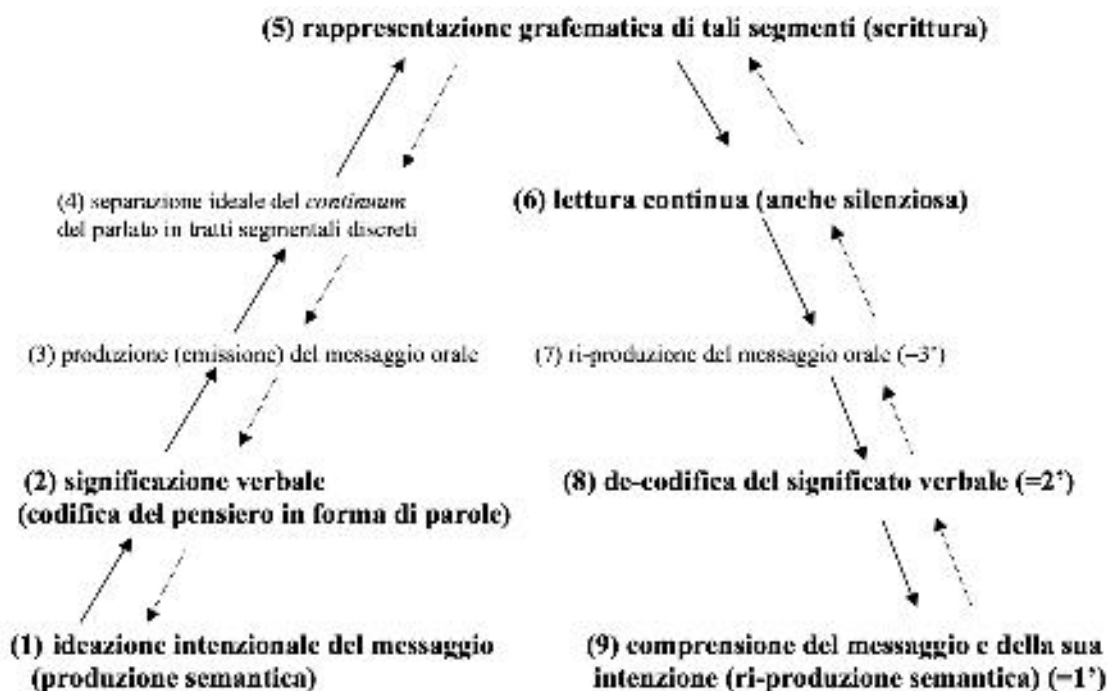 (5) rappresentazione grafematica di tali segmenti (scrittura)
(4) separazione ideale del continuum
del parlato in tratti segmentali discreti
(6) lettura continua (anche silenziosa)
(3) produzione (emissione) del messaggio orale
(7) ri-produzione del messaggio orale (=3’)
(2) significazione verbale
(codifica del pensiero in forma di parole)
(8) de-codifica del significato verbale (=2’)
(1) ideazione intenzionale del messaggio
(produzione semantica)
(9) comprensione del messaggio e della sua
intenzione (ri-produzione semantica) (=1’)